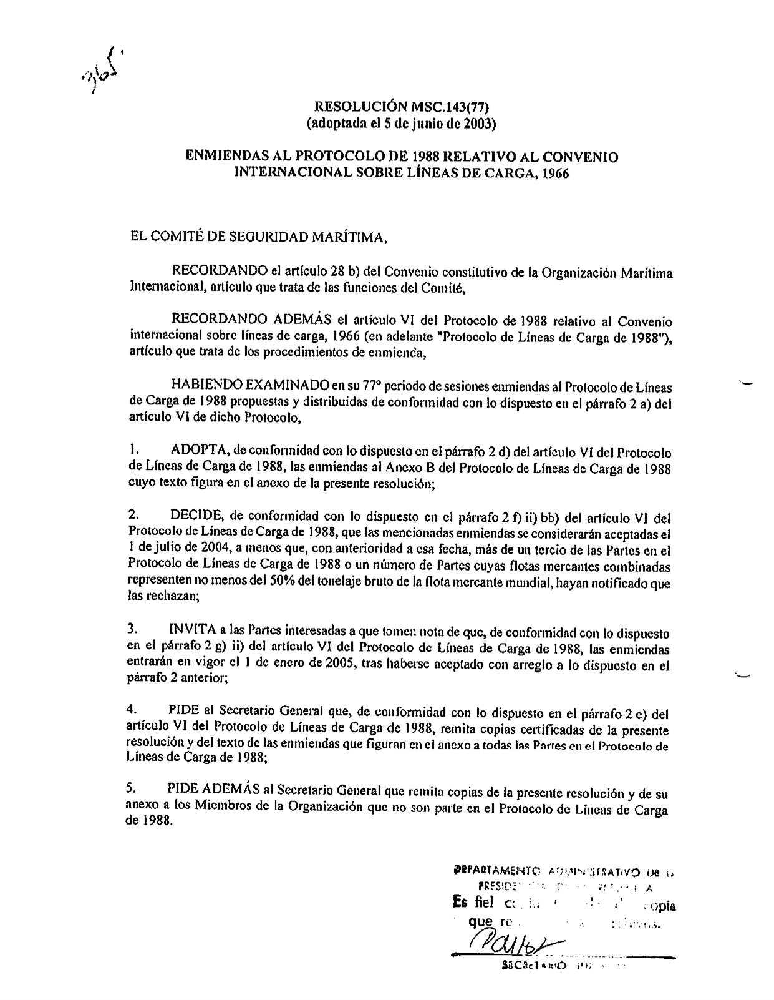 365
RESOLUCIÓN MSC.143(77)
(adoptada el 5 de junio de 2003)
ENMIENDAS AL PROTOCOLO DE 1988 RELATIVO AL CONVENIO
INTERNACIONAL SOBRE LÍNEAS DE CARGA, 1966
EL COMITÉ DE SEGURIDAD MARÍTIMA,
RECORDANDO el artículo 28 b) del Convenio constitutivo de la Organización Marítima
Internacional, artículo que trata de las funciones del Comité,
RECORDANDO ADEMÁS el artículo VI del Protocolo de 1988 relativo al Convenio
internacional sobre líneas de carga, 1966 (en adelante "Protocolo de Líneas de Carga de 1988"),
artículo que trata de los procedimientos de enmienda,
HABIENDO EXAMINADO en su 77º periodo de sesiones enmiendas al Protocolo de Líneas
de Carga de 1988 propuestas y distribuidas de conformidad con lo dispuesto en el párrafo 2 a) del
artículo VI de dicho Protocolo,
1. ADOPTA, de conformidad con lo dispuesto en el párrafo 2 d) del artículo VI del Protocolo
de Líneas de Carga de 1988, las enmiendas al Anexo B del Protocolo de Líneas de Carga de 1988
cuyo texto figura en el anexo de la presente resolución;
2. DECIDE, de conformidad con lo dispuesto en el párrafo 2 f) ii) bb) del artículo VI del
Protocolo de Líneas de Carga de 1988, que las mencionadas enmiendas se considerarán aceptadas el
1 de julio de 2004, a menos que, con anterioridad a esa fecha, más de un tercio de las Partes en el
Protocolo de Líneas de Carga de 1988 o un número de Partes cuyas flotas mercantes combinadas
representen no menos del 50% del tonelaje bruto de la flota mercante mundial, hayan notificado que
las rechazan;
3. INVITA a las Partes interesadas a que tomen nota de que, de conformidad con lo dispuesto
en el párrafo 2 g) ii) del artículo VI del Protocolo de Líneas de Carga de 1988, las enmiendas
entrarán en vigor el 1 de enero de 2005, tras haberse aceptado con arreglo a lo dispuesto en el
párrafo 2 anterior;
4. PIDE al Secretario General que, de conformidad con lo dispuesto en el párrafo 2 e) del
artículo VI del Protocolo de Líneas de Carga de 1988, remita copias certificadas de la presente
resolución y del texto de las enmiendas que figuran en el anexo a todas las Partes en el Protocolo de
Líneas de Carga de 1988;
5. PIDE ADEMÁS al Secretario General que remita copias de la presente resolución y de su
anexo a los Miembros de la Organización que no son parte en el Protocolo de Líneas de Carga
de 1988.
DEPARTAMENTO ADMINISTRATIVO DE
Es fiel copia
que
SECRETARIO